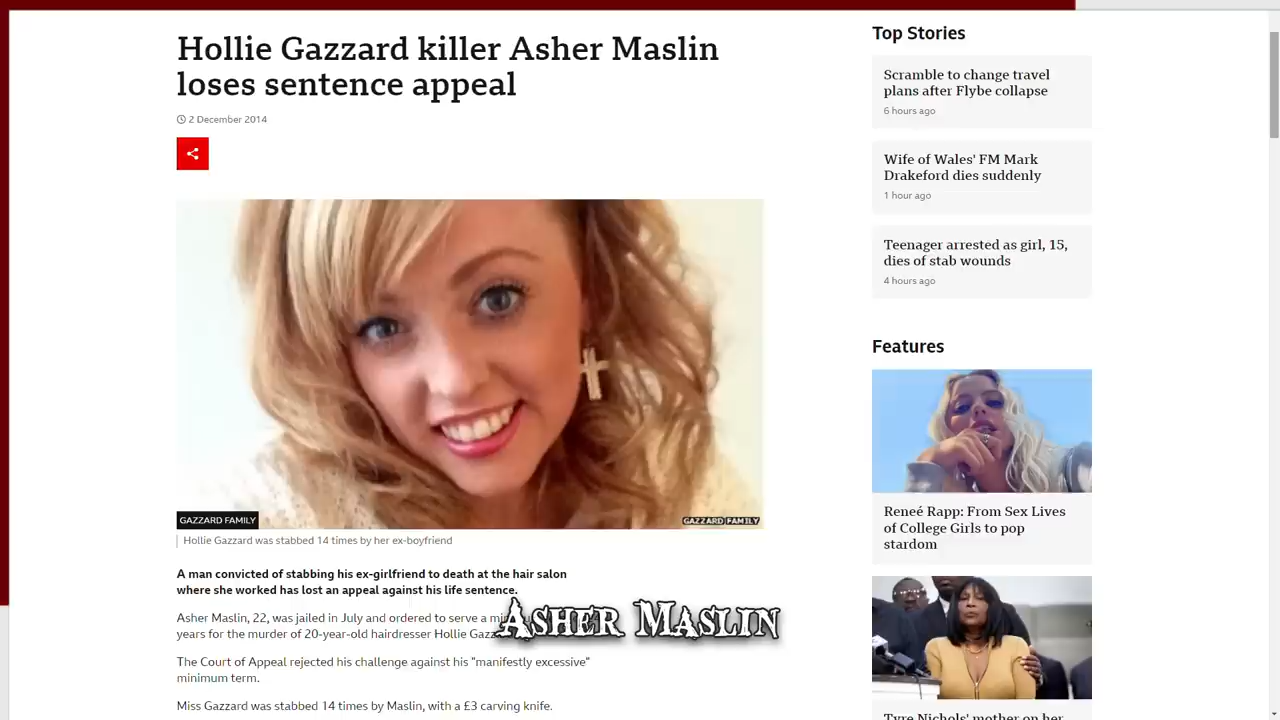 Hollie Gazzard killer Asher Maslin
loses sentence appeal
2 December 2014
GAZZARD FAMILY
GAZZARD FAMILY
Hollie Gazzard was stabbed 14 times by her ex-boyfriend
A man convicted of stabbing his ex-girlfriend to death at the hair salon
where she worked has lost an appeal against his life sentence.
Asher Maslin, 22, was jailed in July and ordered to serve a
years for the murder of 20-year-old hairdresser Hollie
ASHER MASLIN
The Court of Appeal rejected his challenge against his "manifestly excessive"
minimum term.
Miss Gazzard was stabbed 14 times by Maslin, with a £3 carving knife.
Top Stories
Scramble to change travel
plans after Flybe collapse
6 hours ago
Wife of Wales' FM Mark
Drakeford dies suddenly
1 hour ago
Teenager arrested as girl, 15,
dies of stab wounds
4 hours ago
Features
Reneé Rapp: From Sex Lives
of College Girls to pop
stardom
Tyre Nichols' mother on her